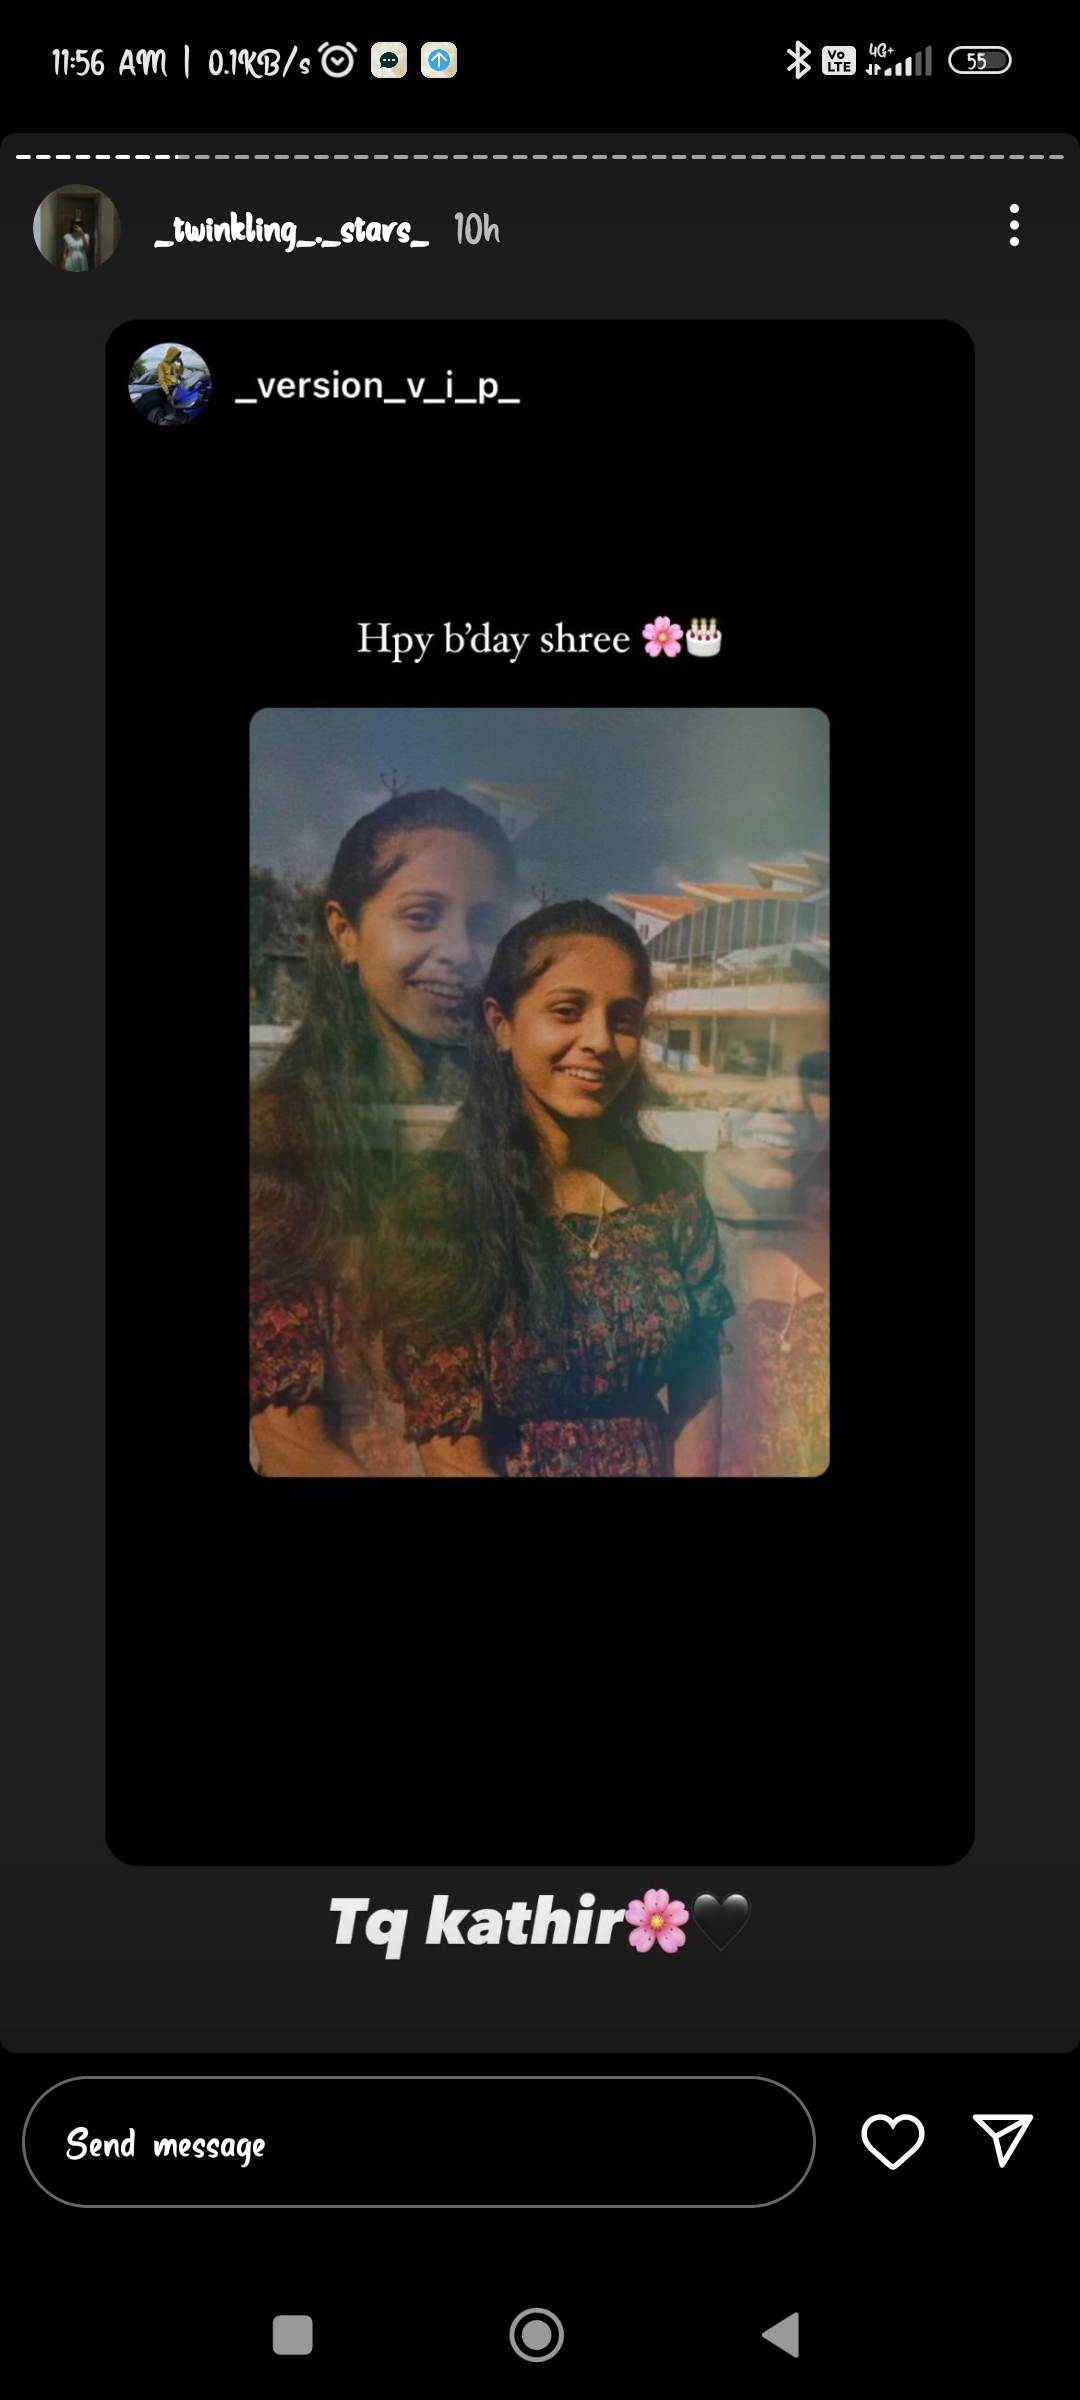 11:56 AM | 0.1KB/s
Vo LTE
4G+
55
_twinkling_._stars_ 10h
_version_v_i_p_
Hpy b’day shree 🌸🎂
Tq kathir🌸🖤
Send message